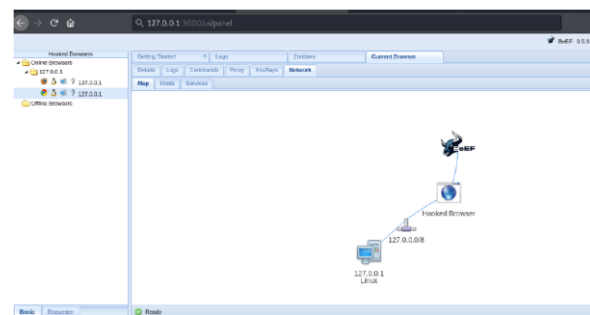 127.0.0.1:3000/ui/panel
BeEF 0.5.3
Hooked Browsers
Getting Started
Logs
Zombies
Current Browser
Online Browsers
127.0.0.1
? 127.0.0.1
? 127.0.0.1
Offline Browsers
Details
Logs
Commands
Proxy
XssRays
Network
Map
Hosts
Services
BeEF
Hooked Browser
127.0.0.0/8
127.0.0.1
Linux
Basic
Requester
Ready